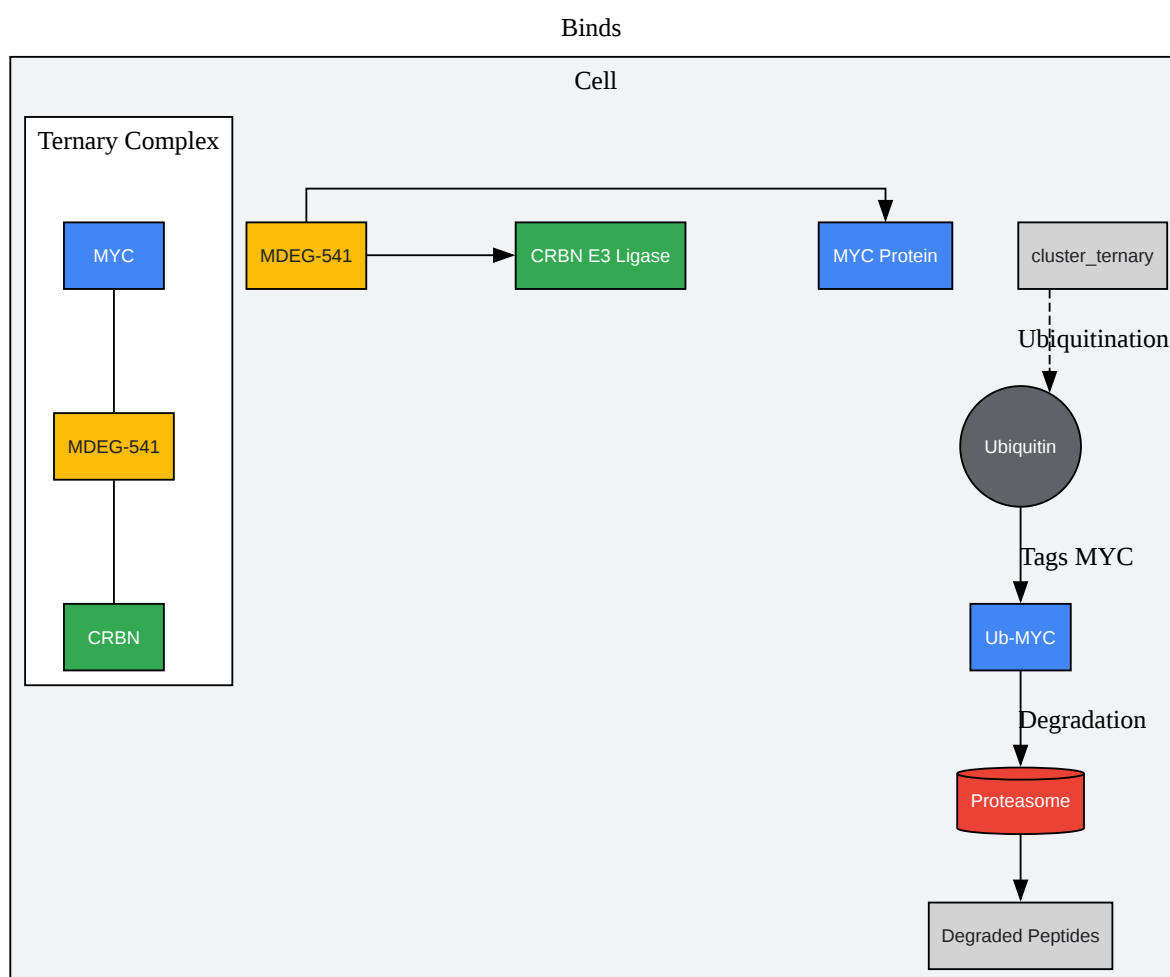 Binds
Cell
Ternary Complex
MYC
MDEG-541
CRBN E3 Ligase
MYC Protein
cluster_ternary
Ubiquitination
MDEG-541
Ubiquitin
Tags MYC
CRBN
Ub-MYC
Degradation
Proteasome
Degraded Peptides